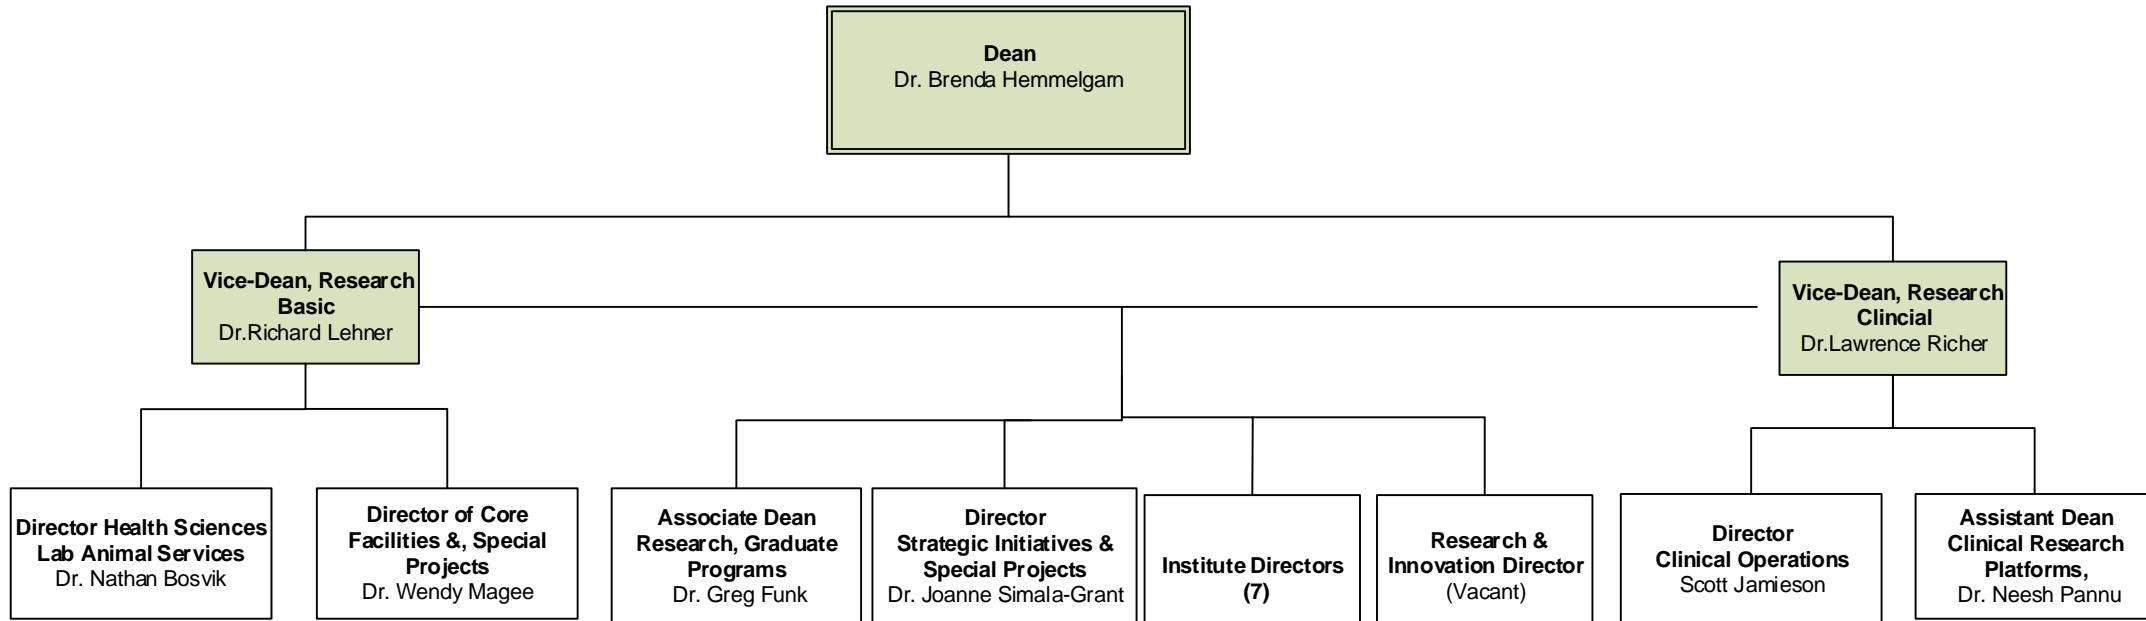 Dean
Dr. Brenda Hemmelgarn
Vice-Dean, Research
Basic
Dr.Richard Lehner
Vice-Dean, Research
Clincial
Dr.Lawrence Richer
Director Health Sciences
Lab Animal Services
Dr. Nathan Bosvik
Director of Core
Facilities &, Special
Projects
Dr. Wendy Magee
Associate Dean
Research, Graduate
Programs
Dr. Greg Funk
Director
Strategic Initiatives &
Special Projects
Dr. Joanne Simala-Grant
Institute Directors
(7)
Research &
Innovation Director
(Vacant)
Director
Clinical Operations
Scott Jamieson
Assistant Dean
Clinical Research
Platforms,
Dr. Neesh Pannu